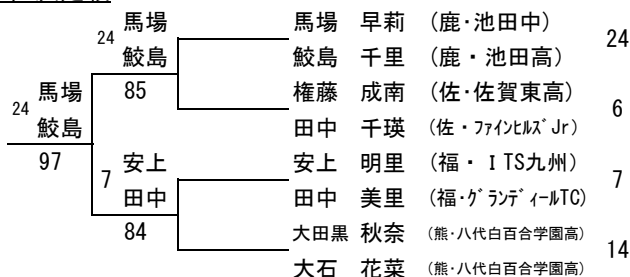 馬場
24
鮫島
85
24
馬場
鮫島
97
7
安上
田中
84
馬場 早莉 (鹿・池田中)
24
鮫島 千里 (鹿・池田高)
権藤 成南 (佐・佐賀東高)
6
田中 千瑛 (佐・ファインヒルズJr)
安上 明里 (福・ITS九州)
7
田中 美里 (福・グランディールTC)
大田黒 秋奈 (熊・八代白百合学園高)
14
大石 花菜 (熊・八代白百合学園高)